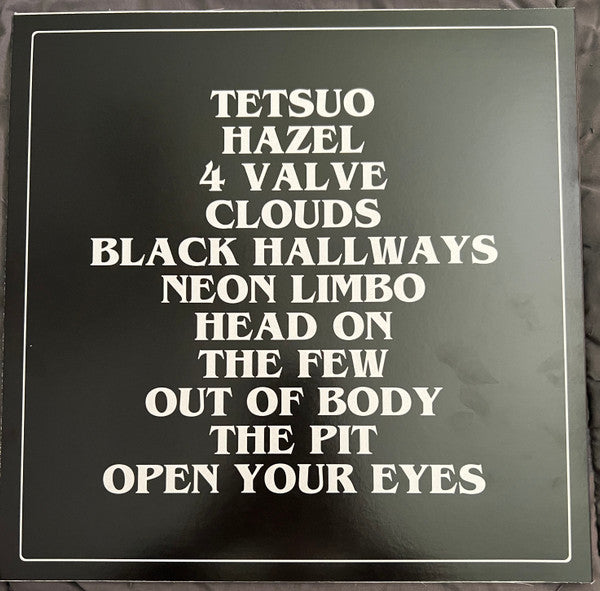 TETSUO
HAZEL
4 VALVE
CLOUDS
BLACK HALLWAYS
NEON LIMBO
HEAD ON
THE FEW
OUT OF BODY
THE PIT
OPEN YOUR EYES